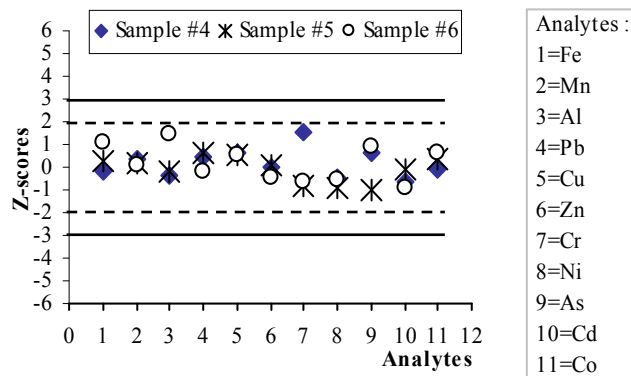 Sample #4 Sample #5 Sample #6
6
5
4
3
2
1
0
-1
-2
-3
-4
-5
-6
Z-scores
0 1 2 3 4 5 6 7 8 9 10 11 12
Analytes
Analytes :
1=Fe
2=Mn
3=Al
4=Pb
5=Cu
6=Zn
7=Cr
8=Ni
9=As
10=Cd
11=Co